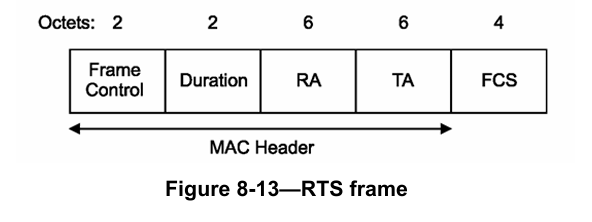 Octets: 2 2 6 6 4
Frame Control Duration RA TA FCS
MAC Header
Figure 8-13—RTS frame